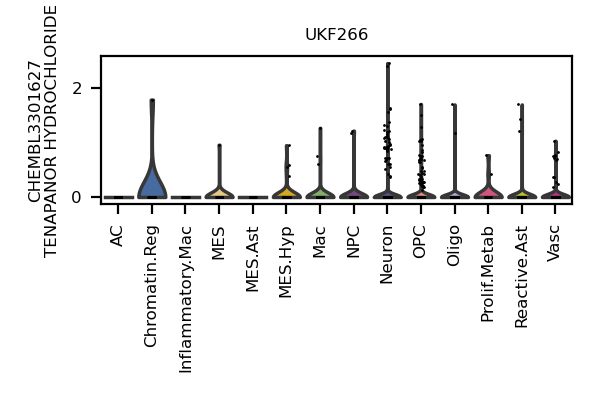 UKF266
CHEMBL3301627
TENAPANOR HYDROCHLORIDE
2
0
AC
Chromatin.Reg
Inflammatory.Mac
MES
MES.Ast
MES.Hyp
Mac
NPC
Neuron
OPC
Oligo
Prolif.Metab
Reactive.Ast
Vasc